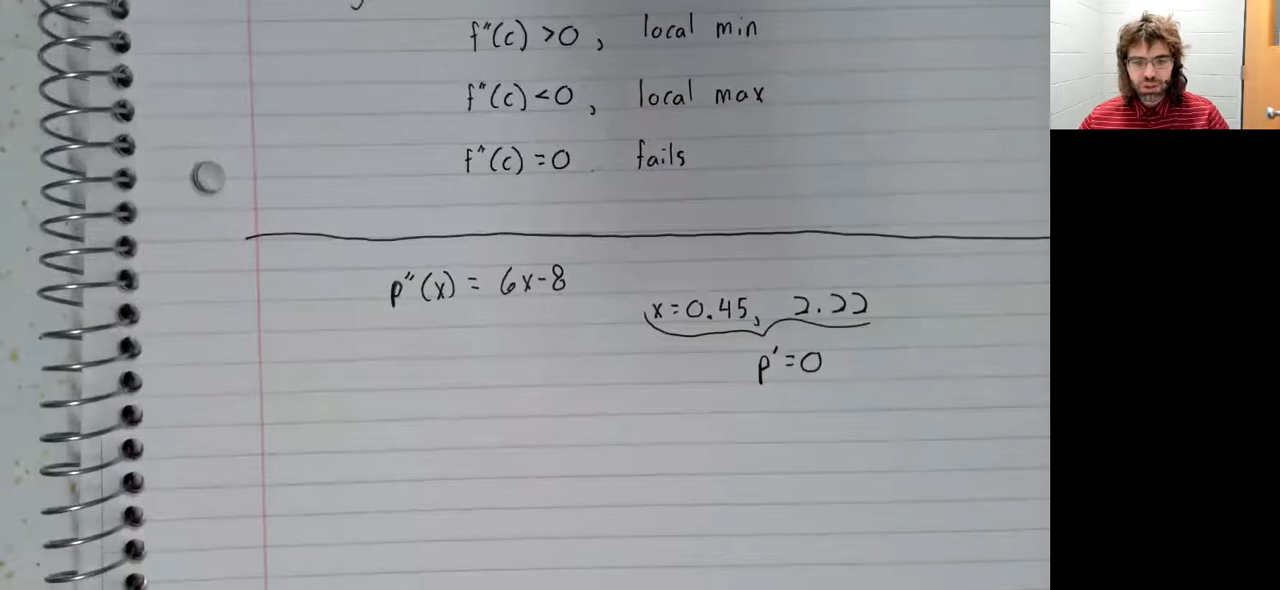 f"(c) >0, local min
f"(c) <0, local max
f"(c) =0 fails
p"(x) = 6x-8
x=0.45, 2.22
p'=0